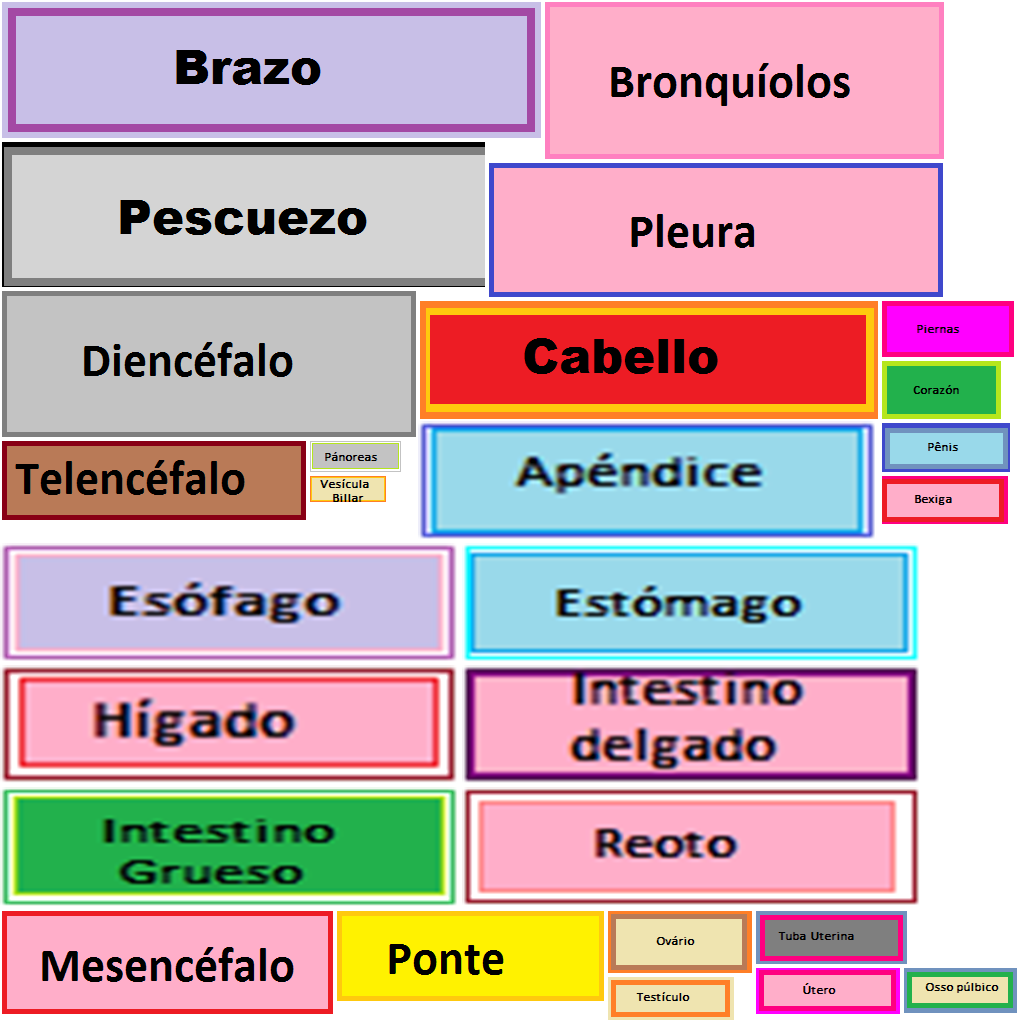 Brazo
Bronquíolos
Pescuezo
Pleura
Diencéfalo
Cabello
Piernas
Corazón
Telencéfalo
Pánoreas
Vesícula
Billar
Apéndice
Pênis
Bexiga
Esófago
Estómago
Hígado
Intestino
delgado
Intestino
Grueso
Reoto
Mesencéfalo
Ponte
Ovário
Tuba Uterina
Testículo
Útero
Osso púlbico